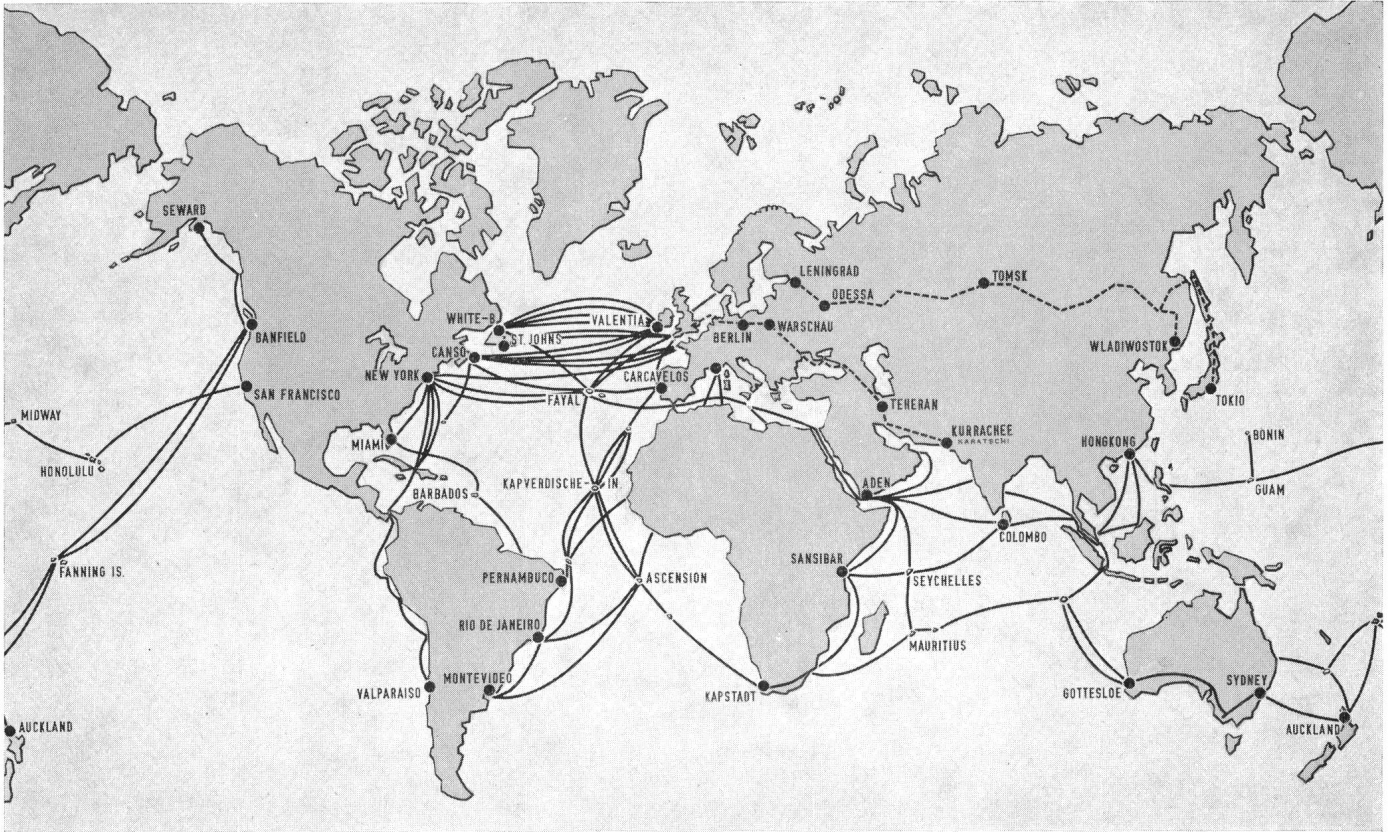 SEWARD
BANFIELD
SAN FRANCISCO
MIDWAY
HONOLULU
FANNING IS.
AUCKLAND
WHITE-B.
ST. JOHNS
CANSO
NEW YORK
MIAMI
BARBADOS
VALENTIA
FAYAL
CARCAVELOS
KAPVERDISCHE-IN.
PERNAMBUCO
ASCENSION
RIO DE JANEIRO
MONTEVIDEO
VALPARAISO
KAPSTADT
LENINGRAD
ODESSA
TOMSK
BERLIN
WARSCHAU
WLADIWOSTOK
TOKIO
TEHERAN
KURRACHEE
KARATSCHI
HONGKONG
BONIN
GUAM
ADEN
COLOMBO
SANSIBAR
SEYCHELLES
MAURITIUS
GOTTESLOE
SYDNEY
AUCKLAND